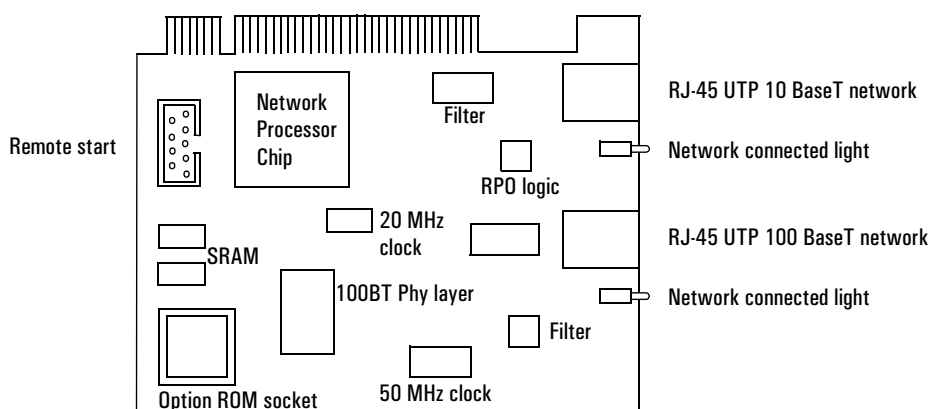 Network
Processor
Chip
Filter
RJ-45 UTP 10 BaseT network
Remote start
Network connected light
RPO logic
20 MHz
clock
SRAM
RJ-45 UTP 100 BaseT network
100BT Phy layer
Network connected light
Filter
50 MHz clock
Option ROM socket